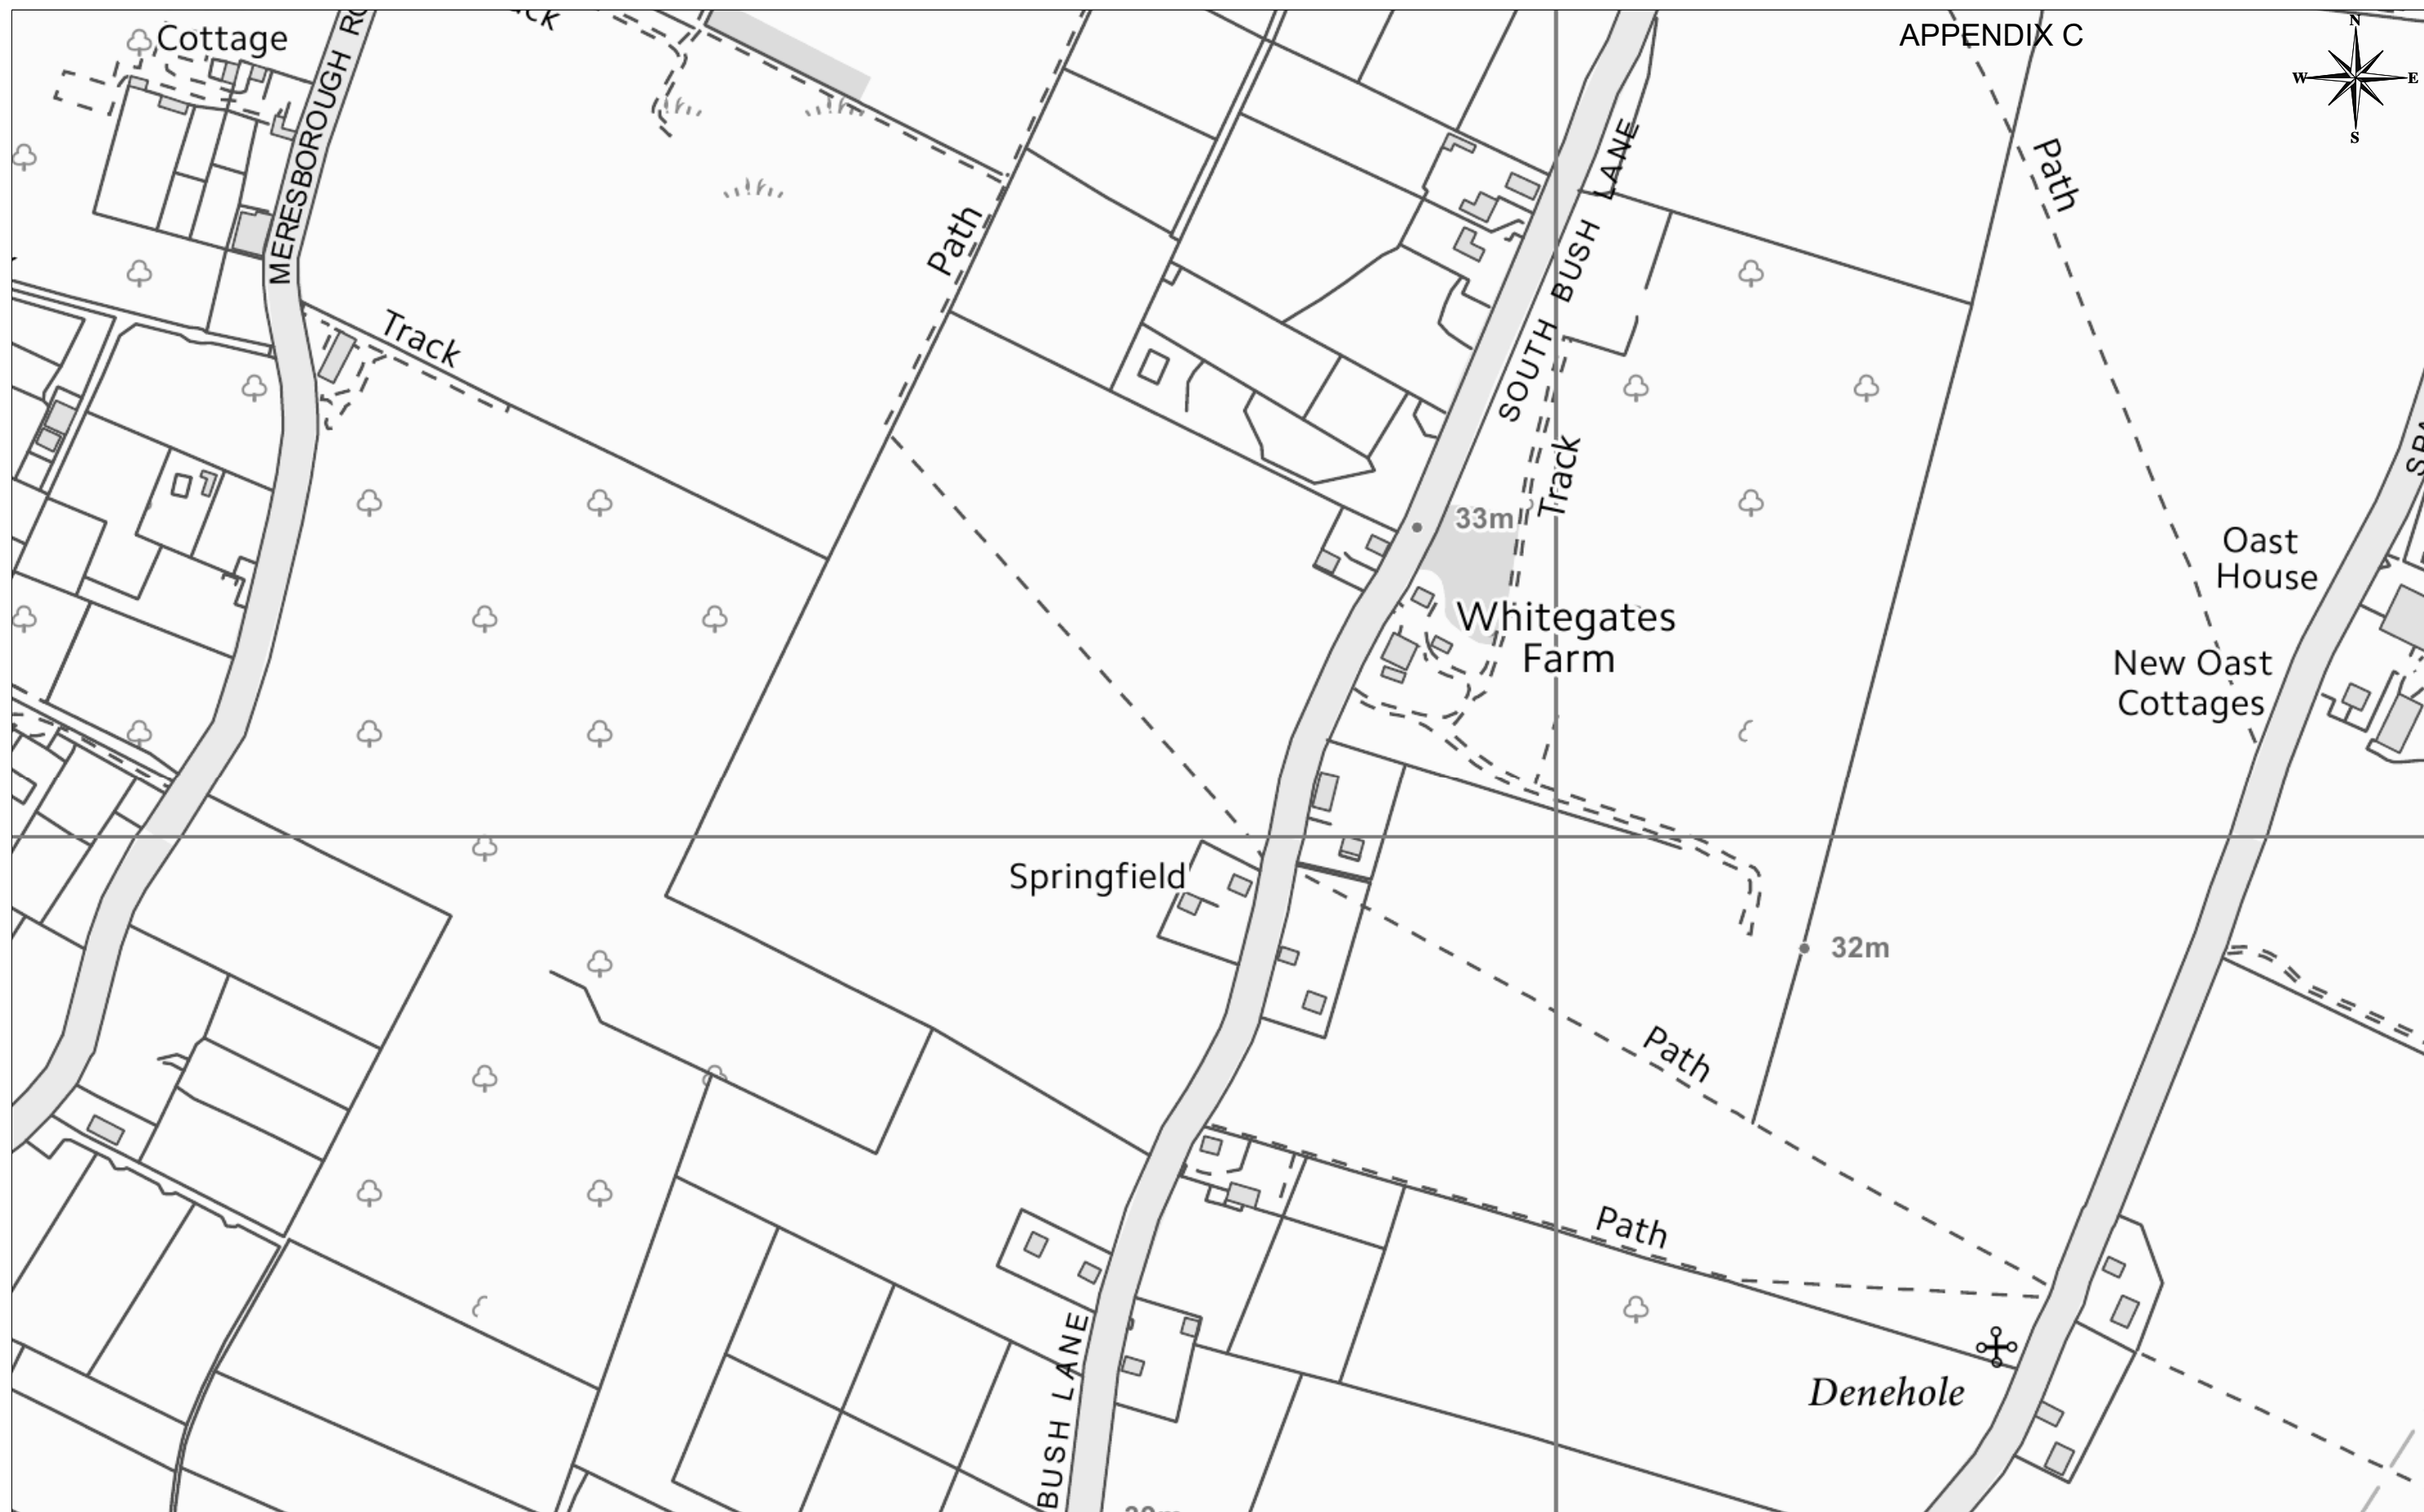 APPENDIX C
N
W E
S
Cottage
MERESBOROUGH
Path
Path
SOUTH BUSH LANE
Track
Track
33m
Whitegates
Farm
Oast
House
New Oast
Cottages
Springfield
32m
Path
Path
Denehole
BUSH LANE